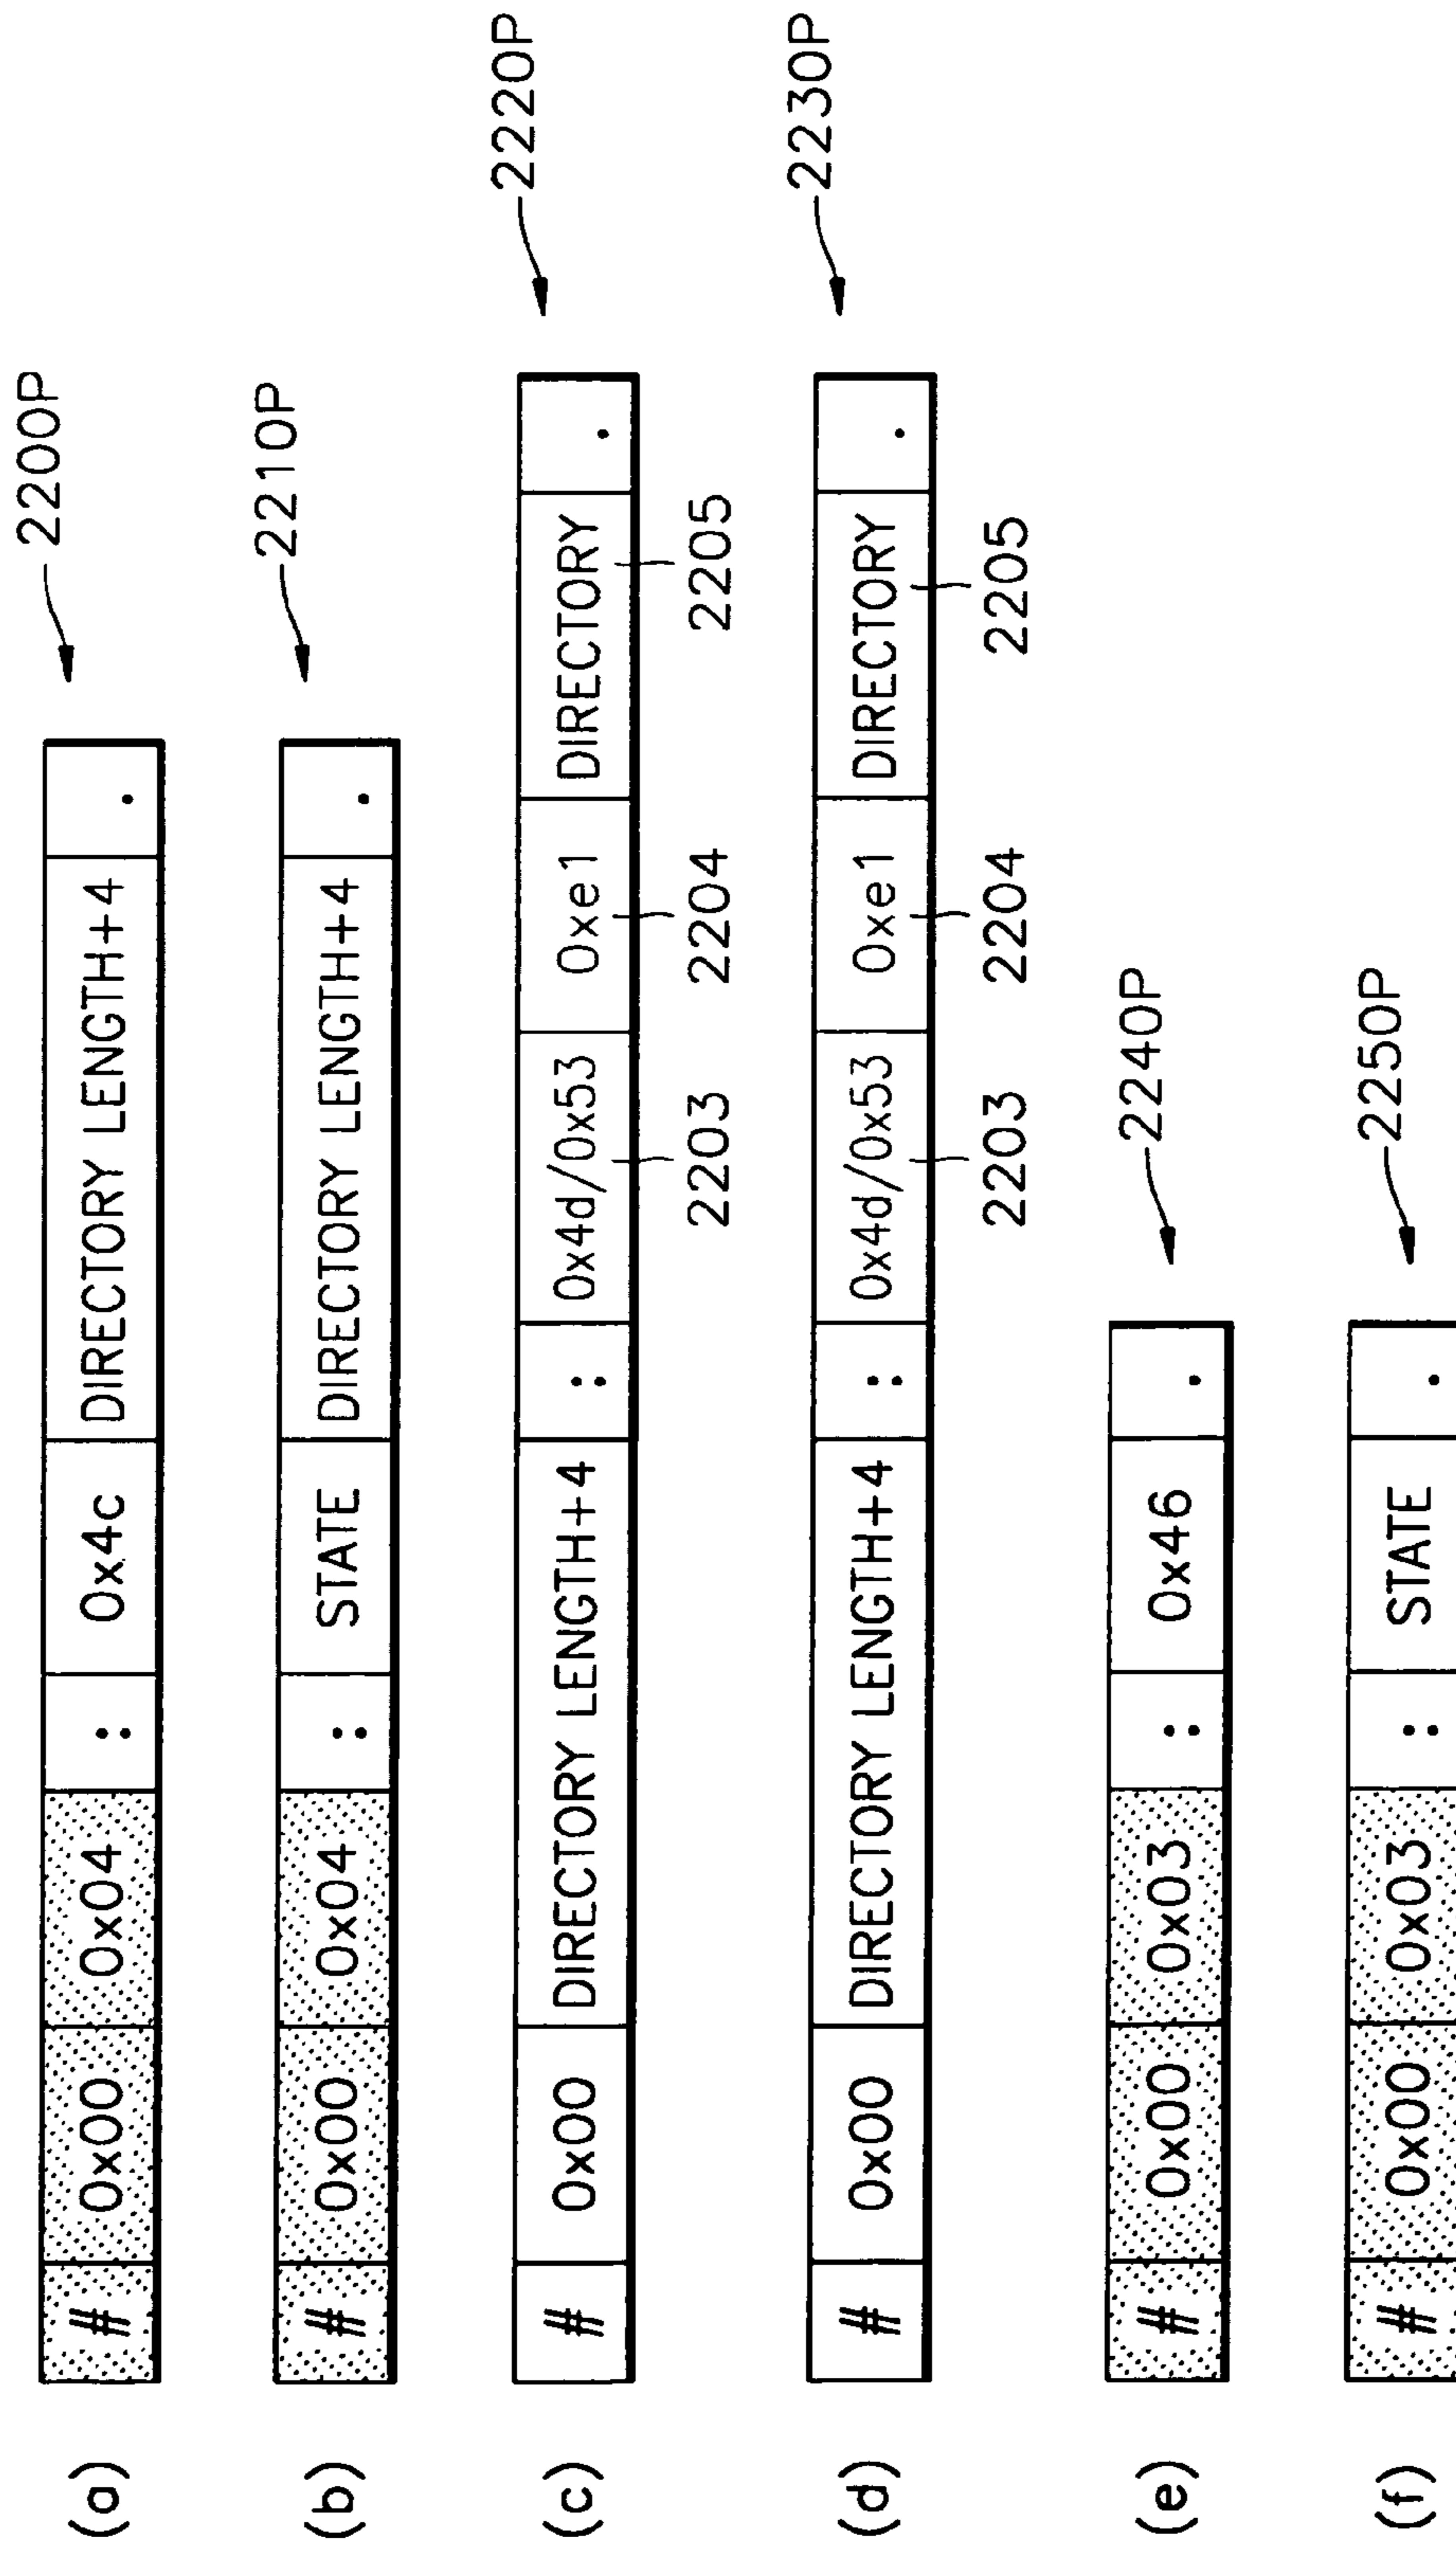 (a) # 0x00 0x04 : 0x4c DIRECTORY LENGTH+4 . 2200P
(b) # 0x00 0x04 : STATE DIRECTORY LENGTH+4 . 2210P
(c) # 0x00 DIRECTORY LENGTH+4 : 0x4d/0x53 0xe1 DIRECTORY . 2220P
2203 2204 2205
(d) # 0x00 DIRECTORY LENGTH+4 : 0x4d/0x53 0xe1 DIRECTORY . 2230P
2203 2204 2205
(e) # 0x00 0x03 : 0x46 . 2240P
(f) # 0x00 0x03 : STATE . 2250P